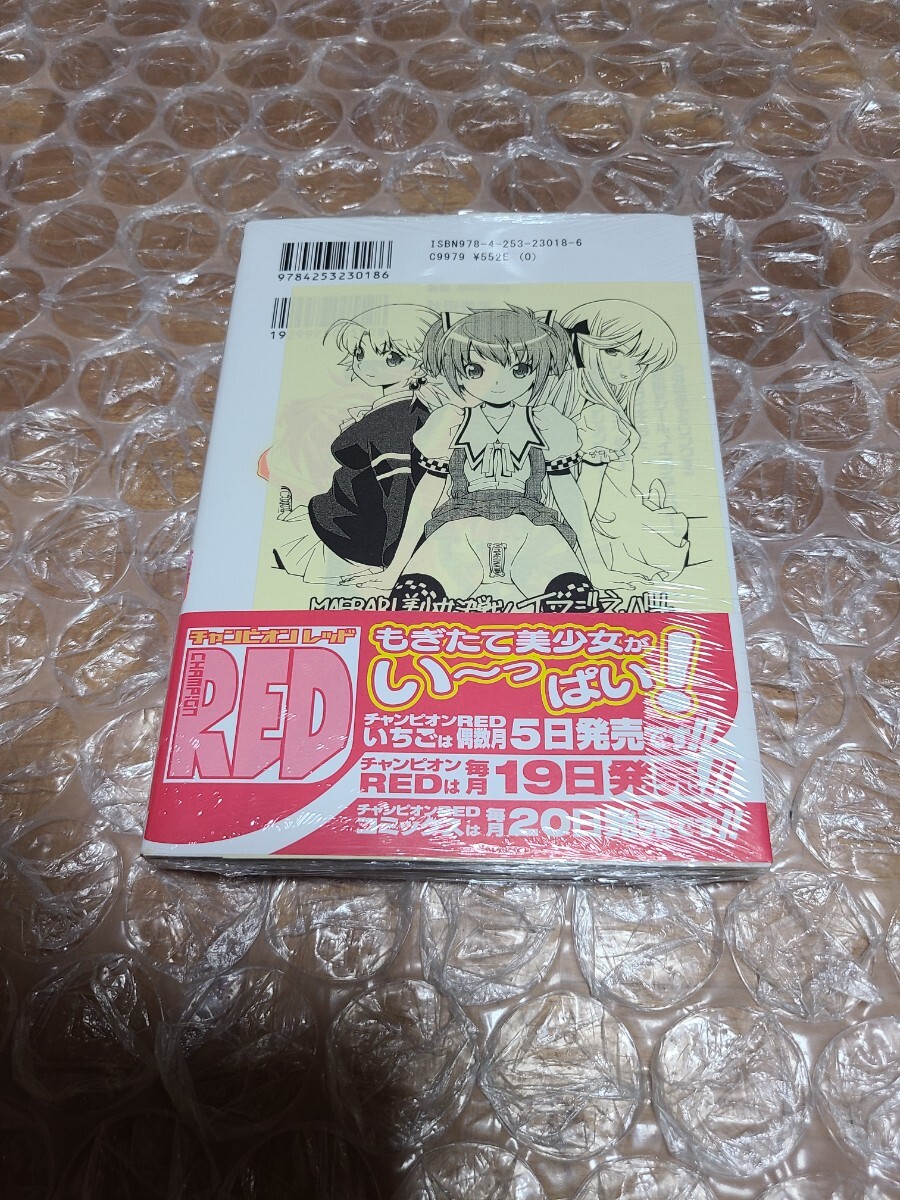 ISBN978-4-253-23018-6
C9979 ¥552E (0)
9784253230186
19
チャンピオンレッド
CHAMPION
RED
もぎたて美少女が
い〜っぱい!
チャンピオンRED
いちごは偶数月5日発売です!!
チャンピオン
REDは毎月19日発売!!
チャンピオンRED
コミックスは毎月20日発売です!!